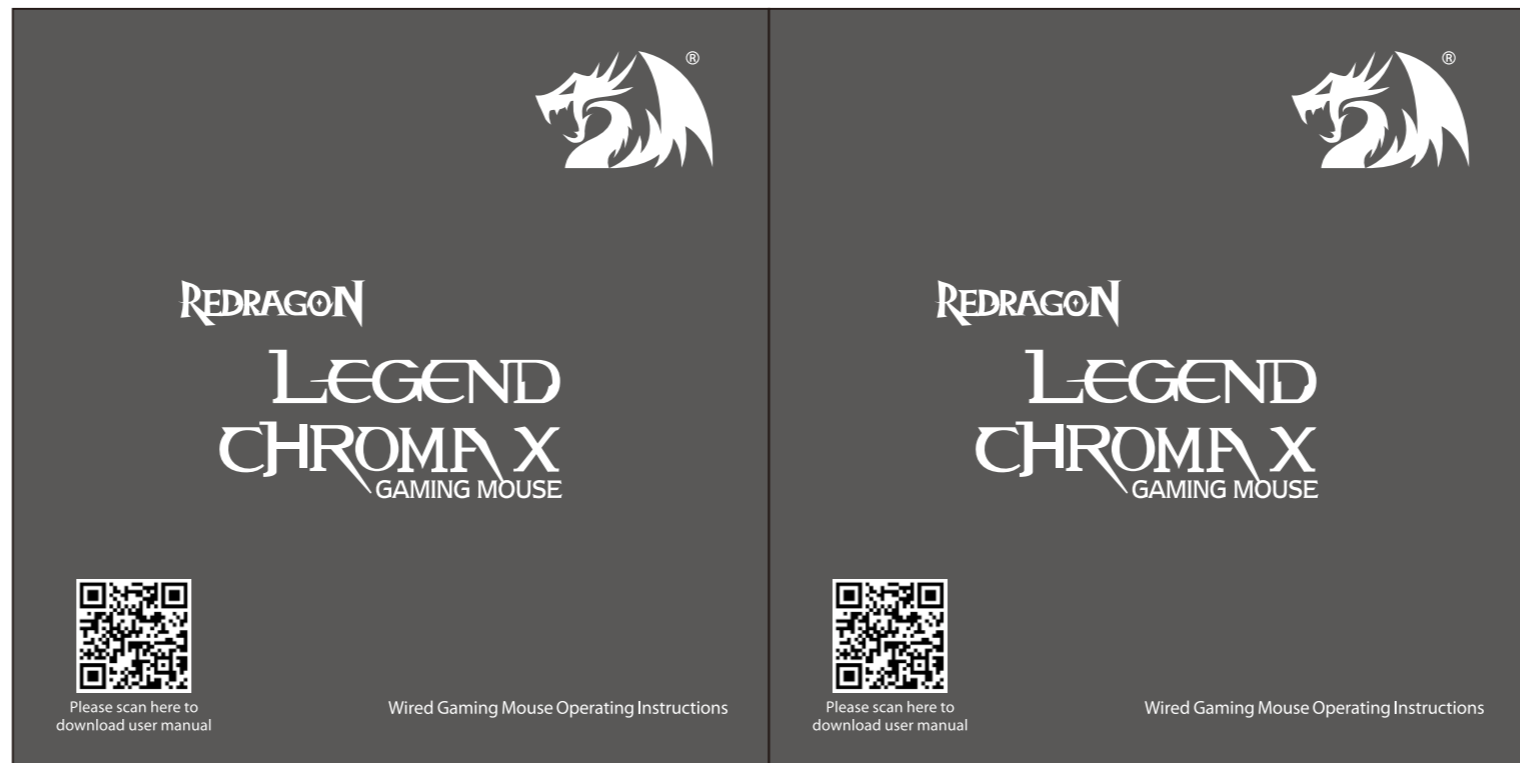 ®
REDRAGON
LEGEND
CHROMA X
GAMING MOUSE
Please scan here to
download user manual
Wired Gaming Mouse Operating Instructions
®
REDRAGON
LEGEND
CHROMA X
GAMING MOUSE
Please scan here to
download user manual
Wired Gaming Mouse Operating Instructions